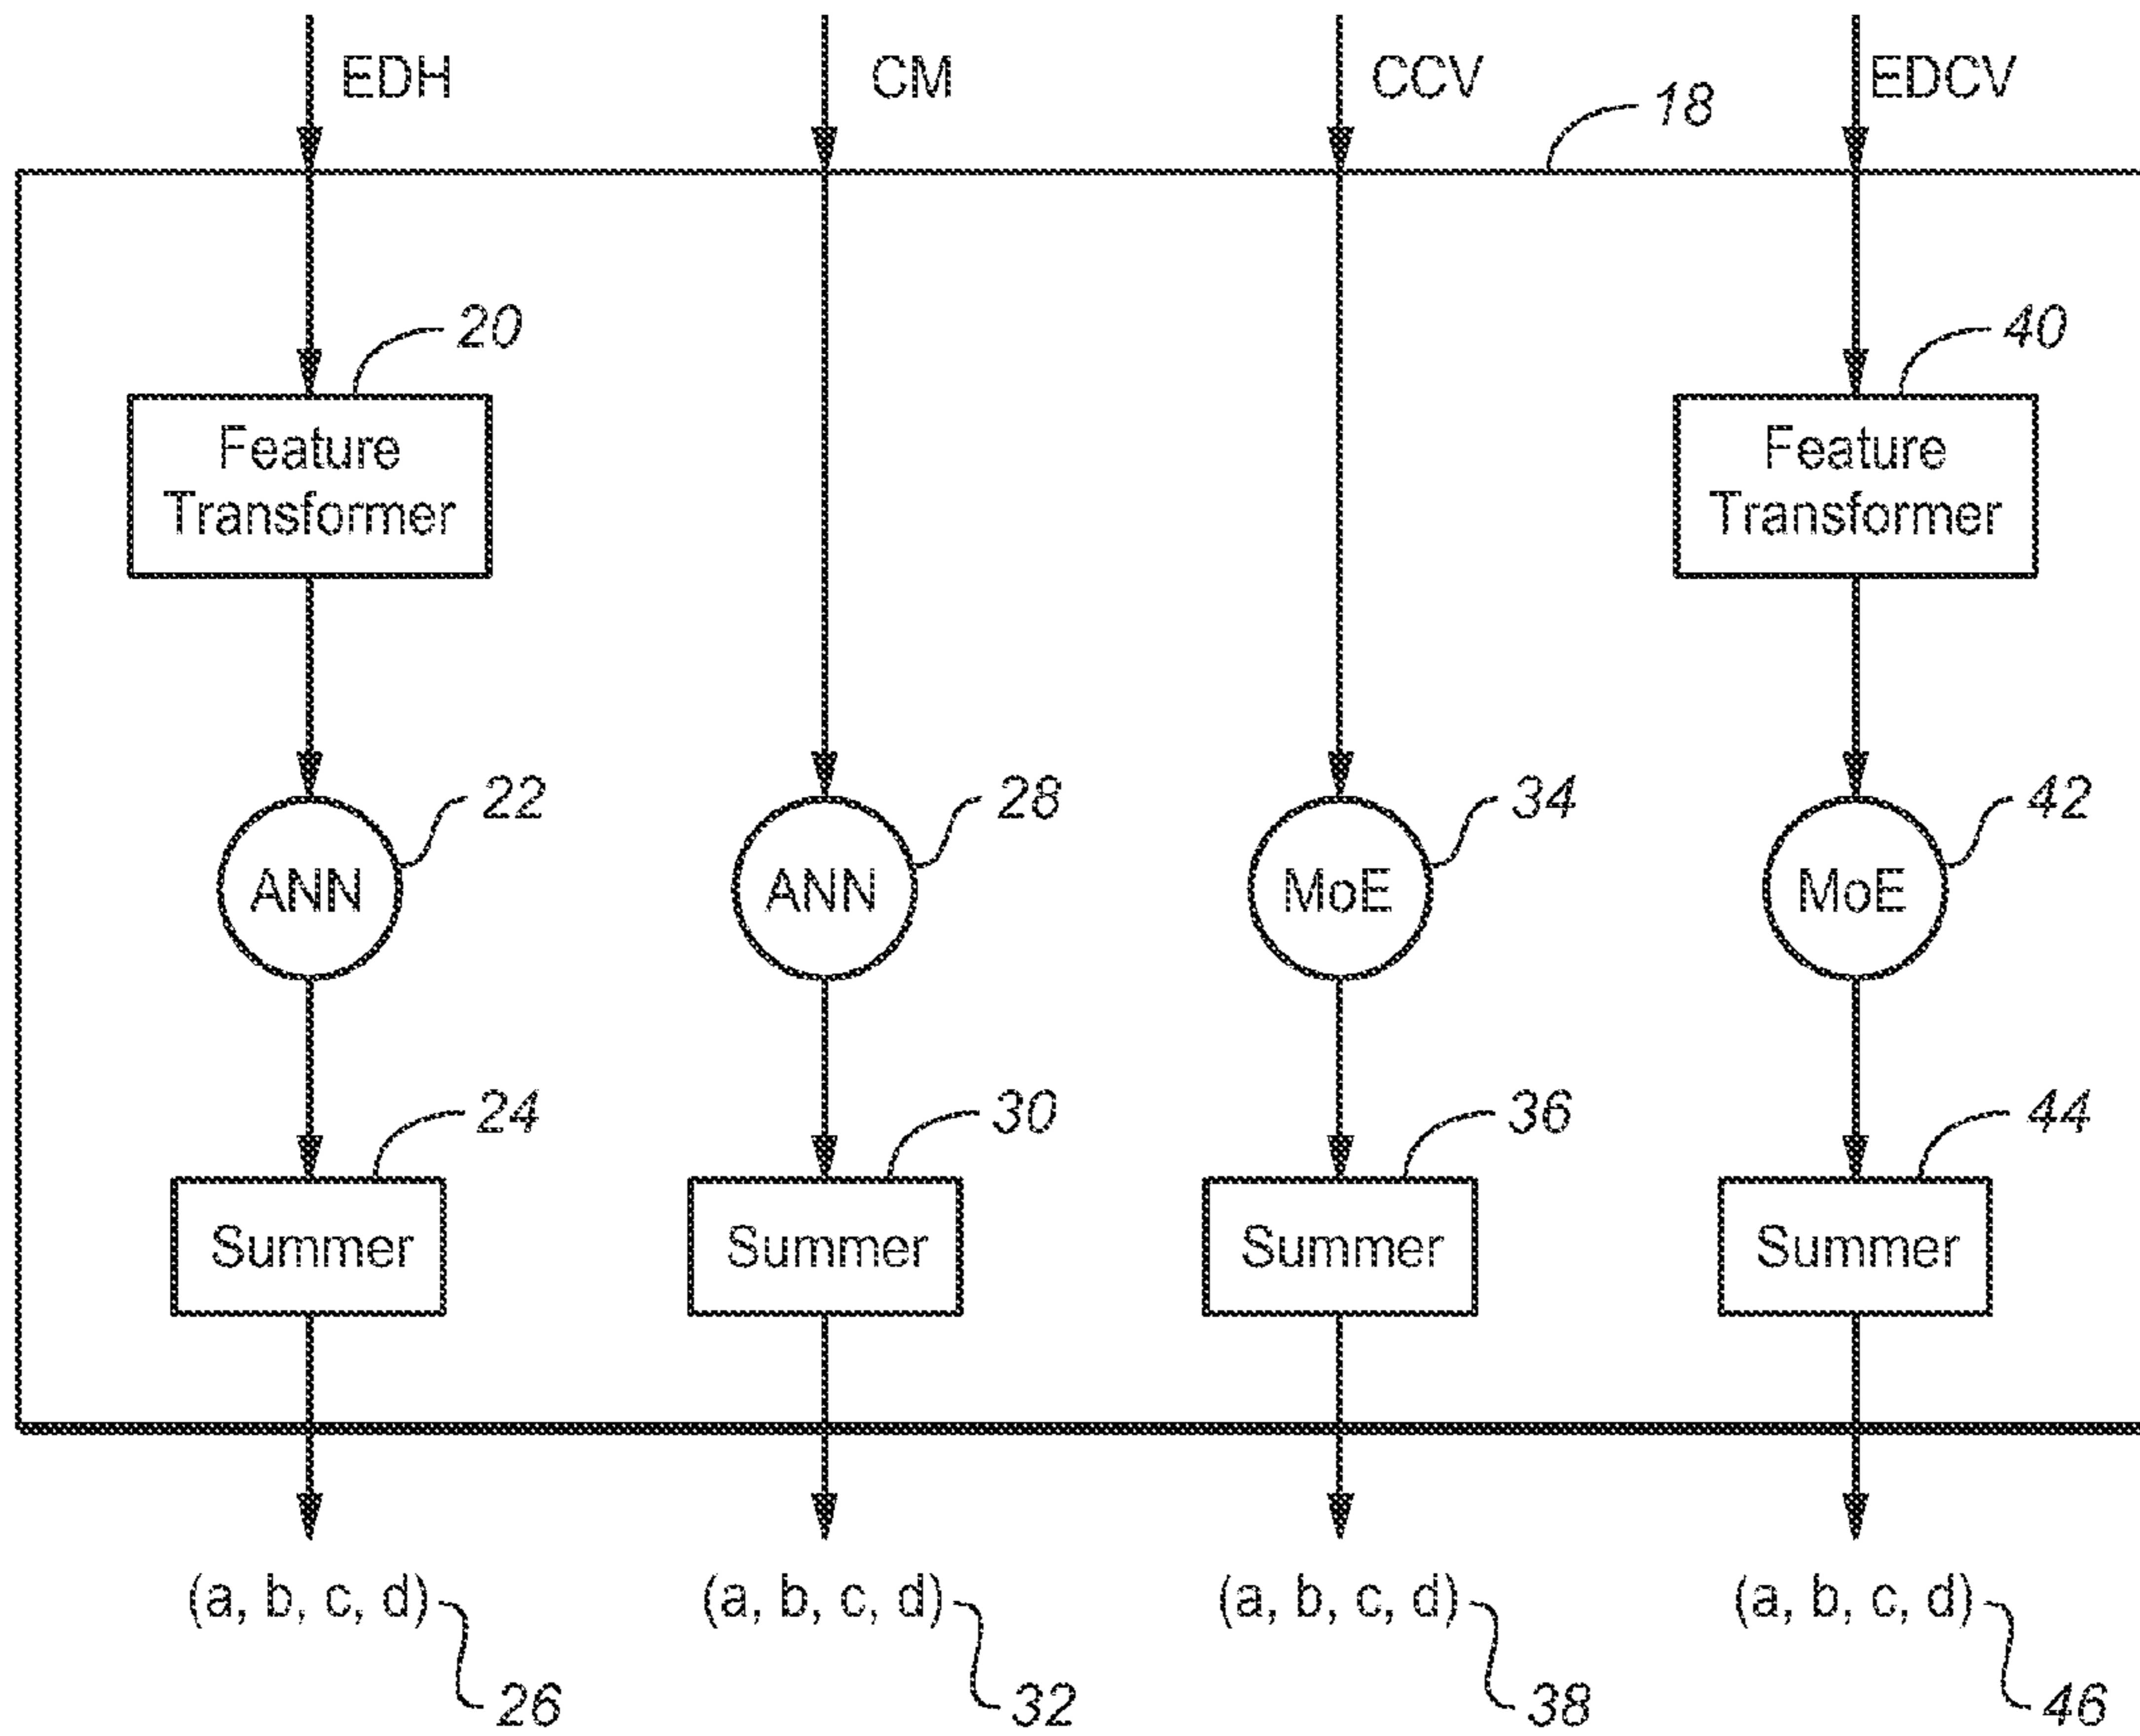 EDH CM CCV EDCV
18
20 40
Feature Feature
Transformer Transformer
22 28 34 42
ANN ANN MoE MoE
24 30 36 44
Summer Summer Summer Summer
(a, b, c, d) (a, b, c, d) (a, b, c, d) (a, b, c, d)
26 32 38 46